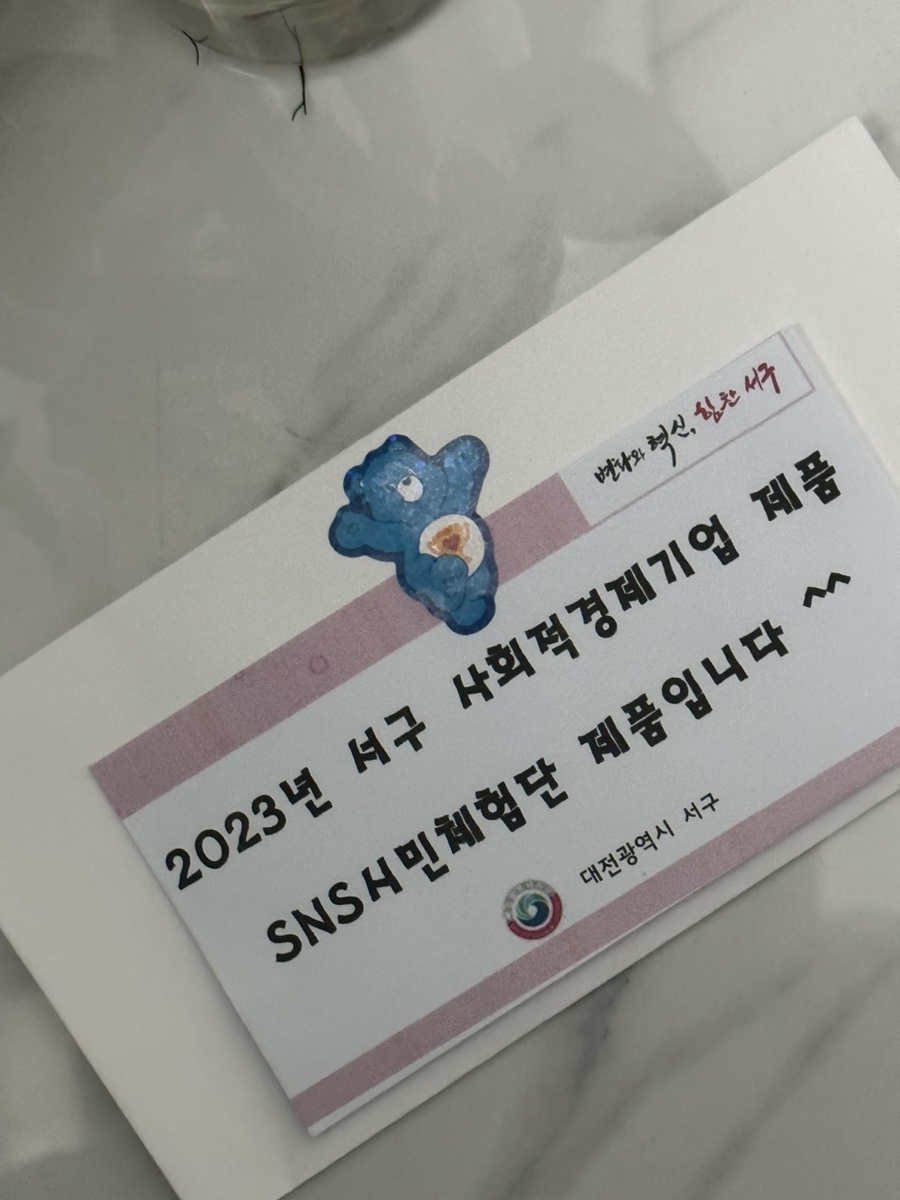 변화와 혁신, 힘찬 서구
2023년 서구 사회적경제기업 제품
SNS시민체험단 제품입니다 ^^
대전광역시 서구